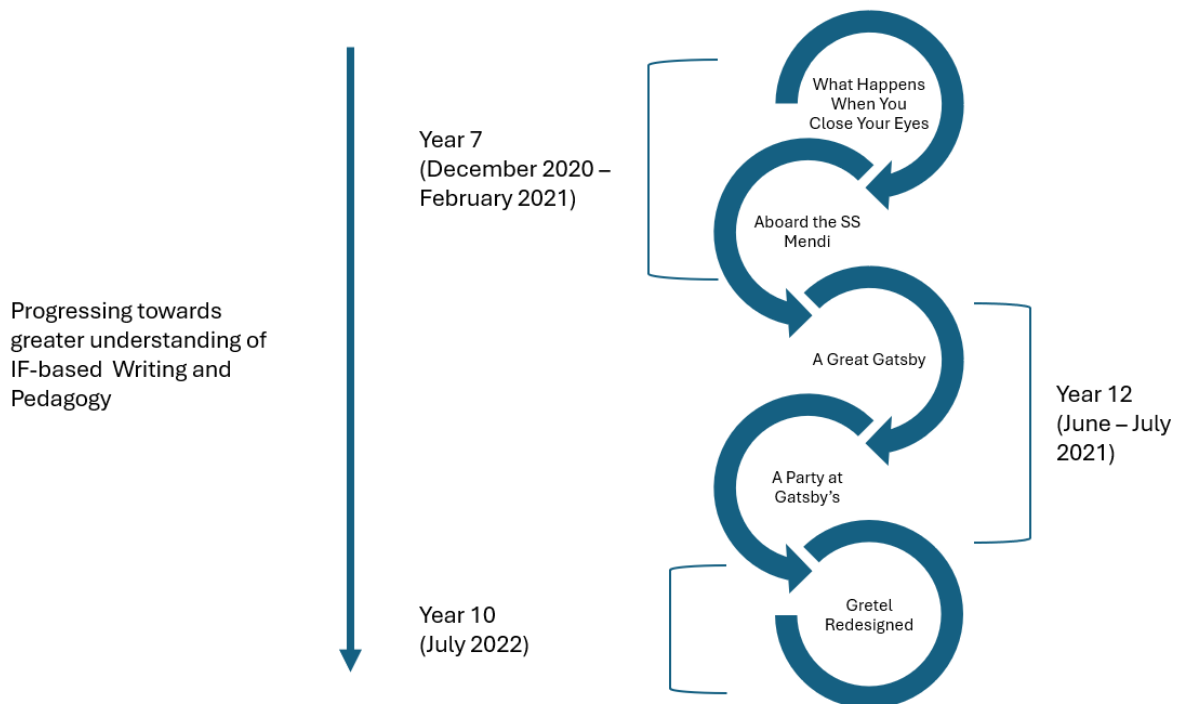 What Happens
When You
Close Your Eyes
Year 7
(December 2020 –
February 2021)
Aboard the SS
Mendi
Progressing towards
greater understanding of
IF-based  Writing and
Pedagogy
A Great Gatsby
Year 12
(June – July
2021)
A Party at
Gatsby’s
Year 10
(July 2022)
Gretel
Redesigned